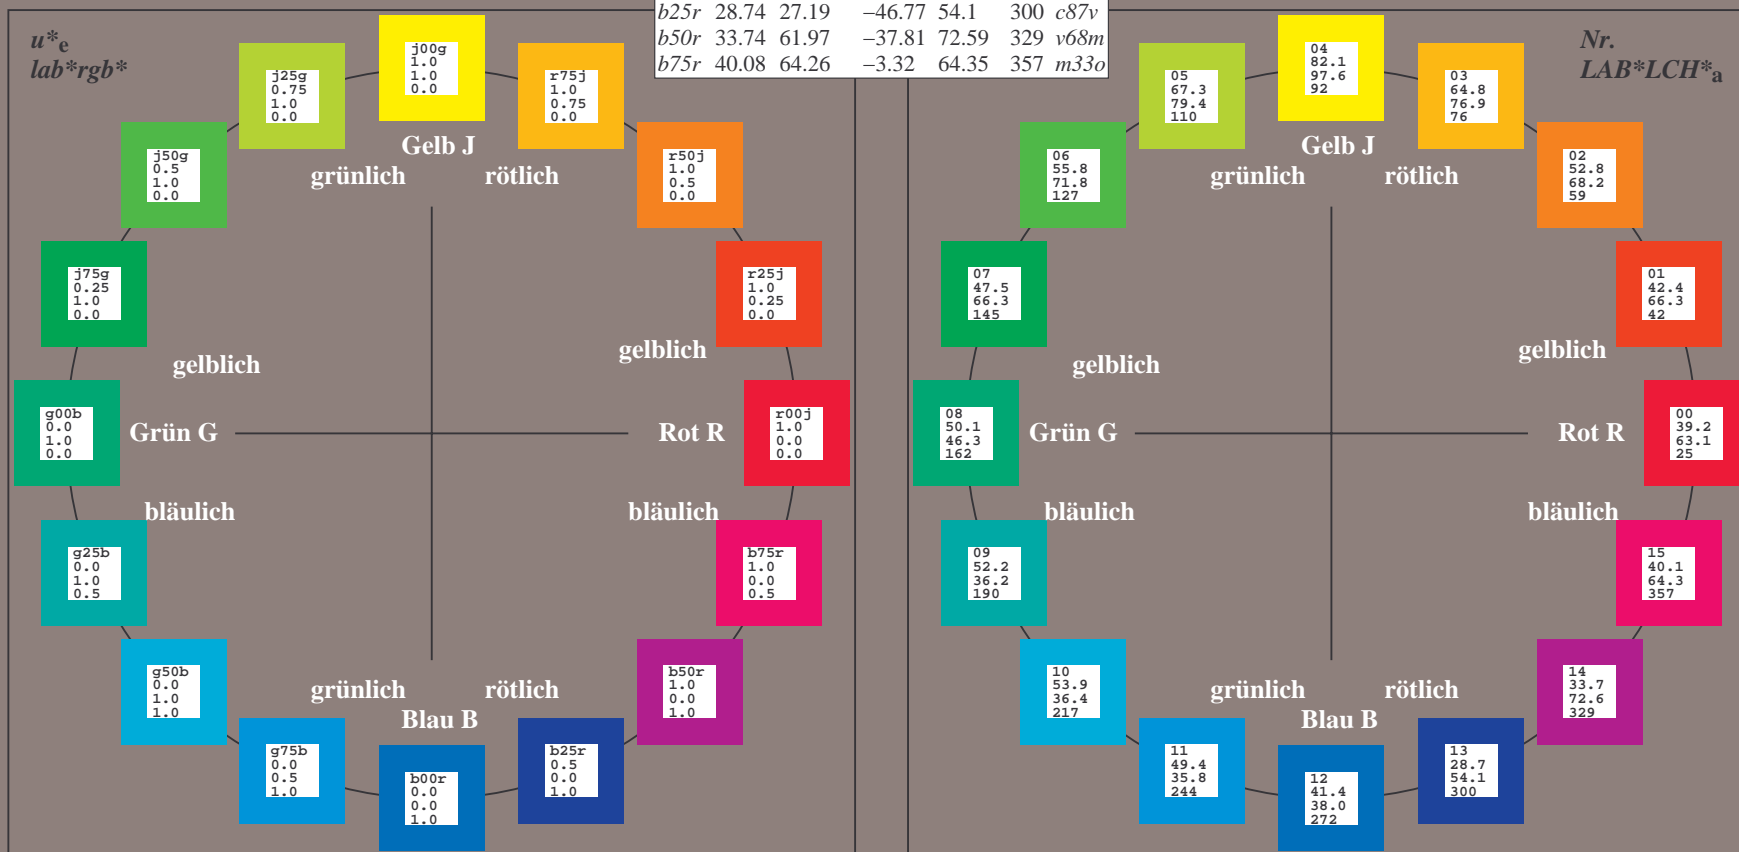 b25r 28.74 27.19 −46.77 54.1 300 c87v
b50r 33.74 61.97 −37.81 72.59 329 v68m
b75r 40.08 64.26 −3.32 64.35 357 m33o
u*e
lab*rgb*
j00g
1.0
1.0
0.0
r75j
1.0
0.75
0.0
r50j
1.0
0.5
0.0
r25j
1.0
0.25
0.0
r00j
1.0
0.0
0.0
b75r
1.0
0.0
0.5
b50r
1.0
0.0
1.0
b25r
0.5
0.0
1.0
b00r
0.0
0.0
1.0
g75b
0.0
0.5
1.0
g50b
0.0
1.0
1.0
g25b
0.0
1.0
0.5
g00b
0.0
1.0
0.0
j75g
0.25
1.0
0.0
j50g
0.5
1.0
0.0
j25g
0.75
1.0
0.0
Gelb J
grünlich rötlich
gelblich
gelblich
Grün G
Rot R
bläulich
bläulich
grünlich rötlich
Blau B
Nr.
LAB*LCH*a
04
82.1
97.6
92
03
64.8
76.9
76
02
52.8
68.2
59
01
42.4
66.3
42
00
39.2
63.1
25
15
40.1
64.3
357
14
33.7
72.6
329
13
28.7
54.1
300
12
41.4
38.0
272
11
49.4
35.8
244
10
53.9
36.4
217
09
52.2
36.2
190
08
50.1
46.3
162
07
47.5
66.3
145
06
55.8
71.8
127
05
67.3
79.4
110
Gelb J
grünlich rötlich
gelblich
gelblich
Grün G
Rot R
bläulich
bläulich
grünlich rötlich
Blau B